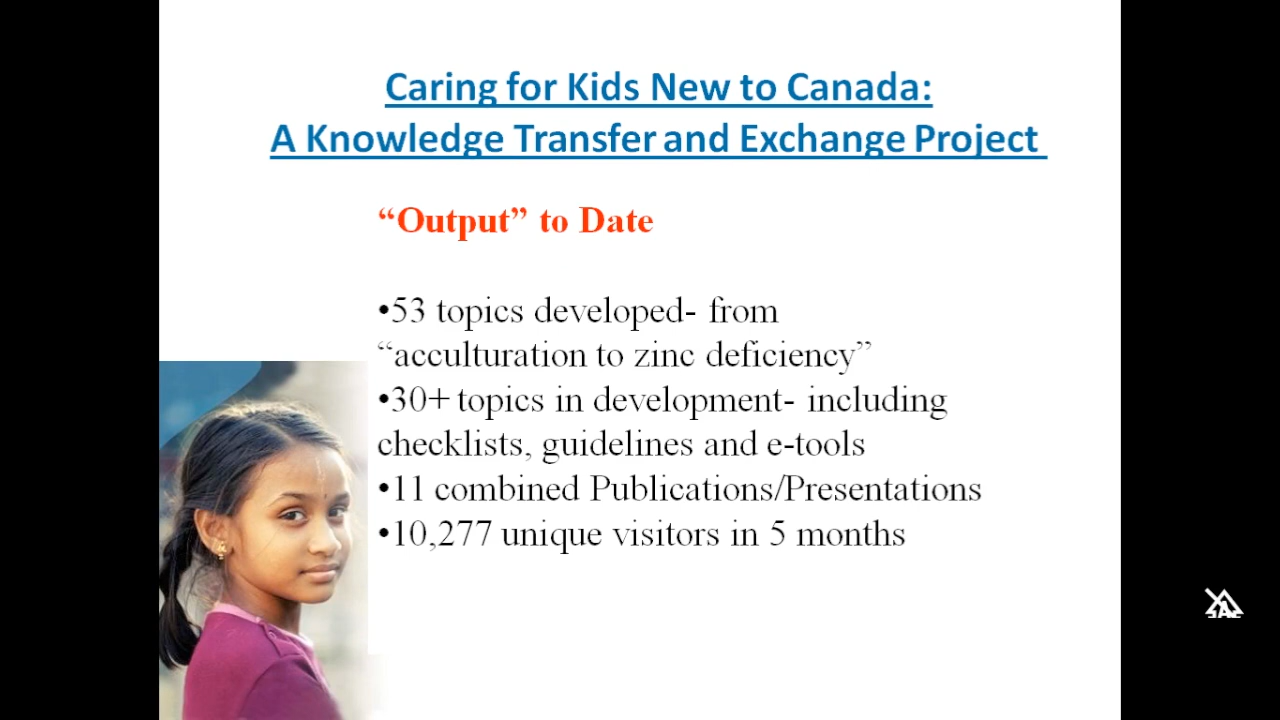 Caring for Kids New to Canada:
A Knowledge Transfer and Exchange Project
“Output” to Date
•53 topics developed- from
“acculturation to zinc deficiency”
•30+ topics in development- including
checklists, guidelines and e-tools
•11 combined Publications/Presentations
•10,277 unique visitors in 5 months